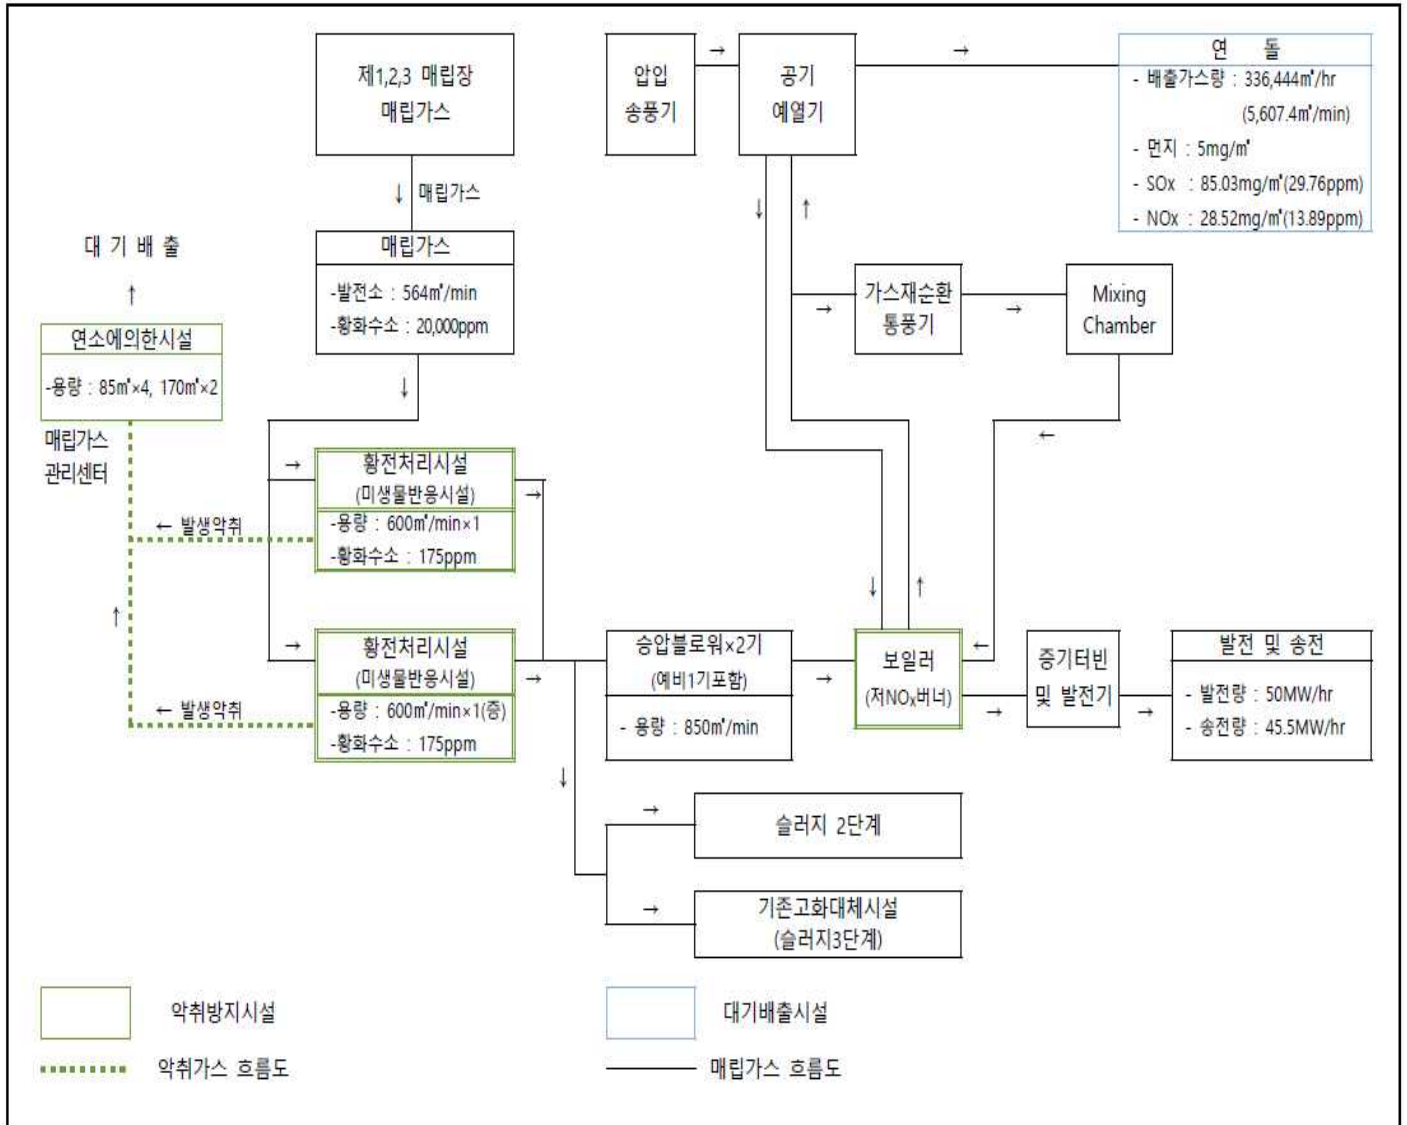 제1,2,3 매립장
매립가스
압입
송풍기
→
공기
예열기
→
연 돌
- 배출가스량 : 336,444㎥/hr
(5,607.4㎥/min)
- 먼지 : 5mg/㎥
- SOx : 85.03mg/㎥(29.76ppm)
- NOx : 28.52mg/㎥(13.89ppm)
↓ 매립가스
↓ ↑
대 기 배 출
↑
매립가스
-발전소 : 564㎥/min
-황화수소 : 20,000ppm
→
가스재순환
통풍기
→
Mixing
Chamber
연소에의한시설
-용량 : 85㎥×4, 170㎥×2
↓
매립가스
관리센터
←
→
황전처리시설
(미생물반응시설)
→
-용량 : 600㎥/min×1
-황화수소 : 175ppm
← 발생악취
↑
↓ ↑
→
황전처리시설
(미생물반응시설)
→
-용량 : 600㎥/min×1(증)
-황화수소 : 175ppm
← 발생악취
승압블로워×2기
(예비1기포함)
- 용량 : 850㎥/min
→
보일러
(저NOx버너)
←
→
증기터빈
및 발전기
→
발전 및 송전
- 발전량 : 50MW/hr
- 송전량 : 45.5MW/hr
↓
→
슬러지 2단계
→
기존고화대체시설
(슬러지3단계)
악취방지시설
대기배출시설
악취가스 흐름도
매립가스 흐름도